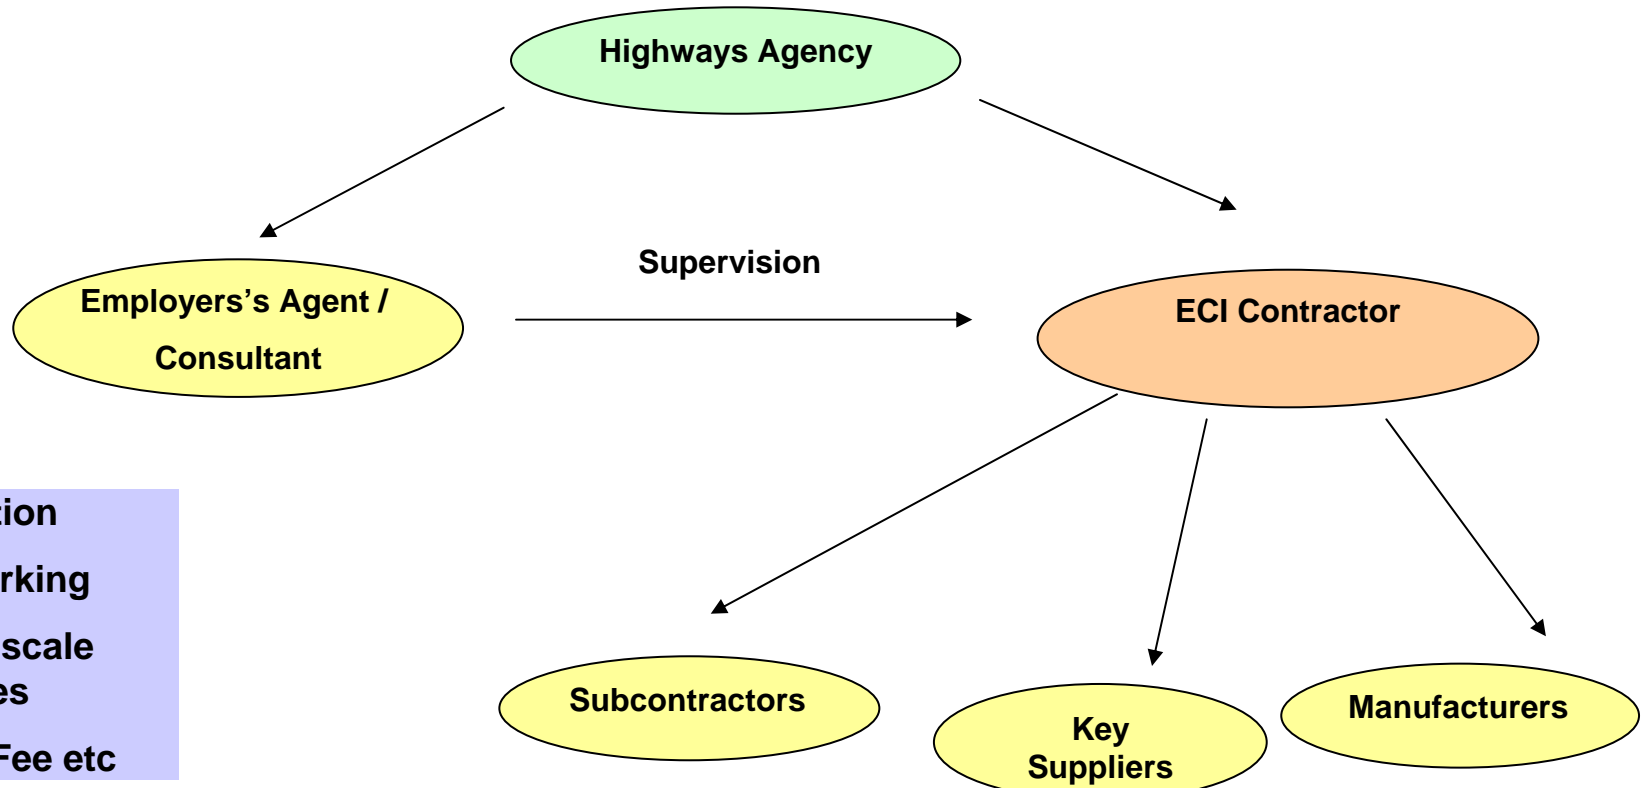 Highways Agency
Supervision
Employers’s Agent /
Consultant
ECI Contractor
tion
rking
scale
es
Fee etc
Subcontractors
Key
Suppliers
Manufacturers